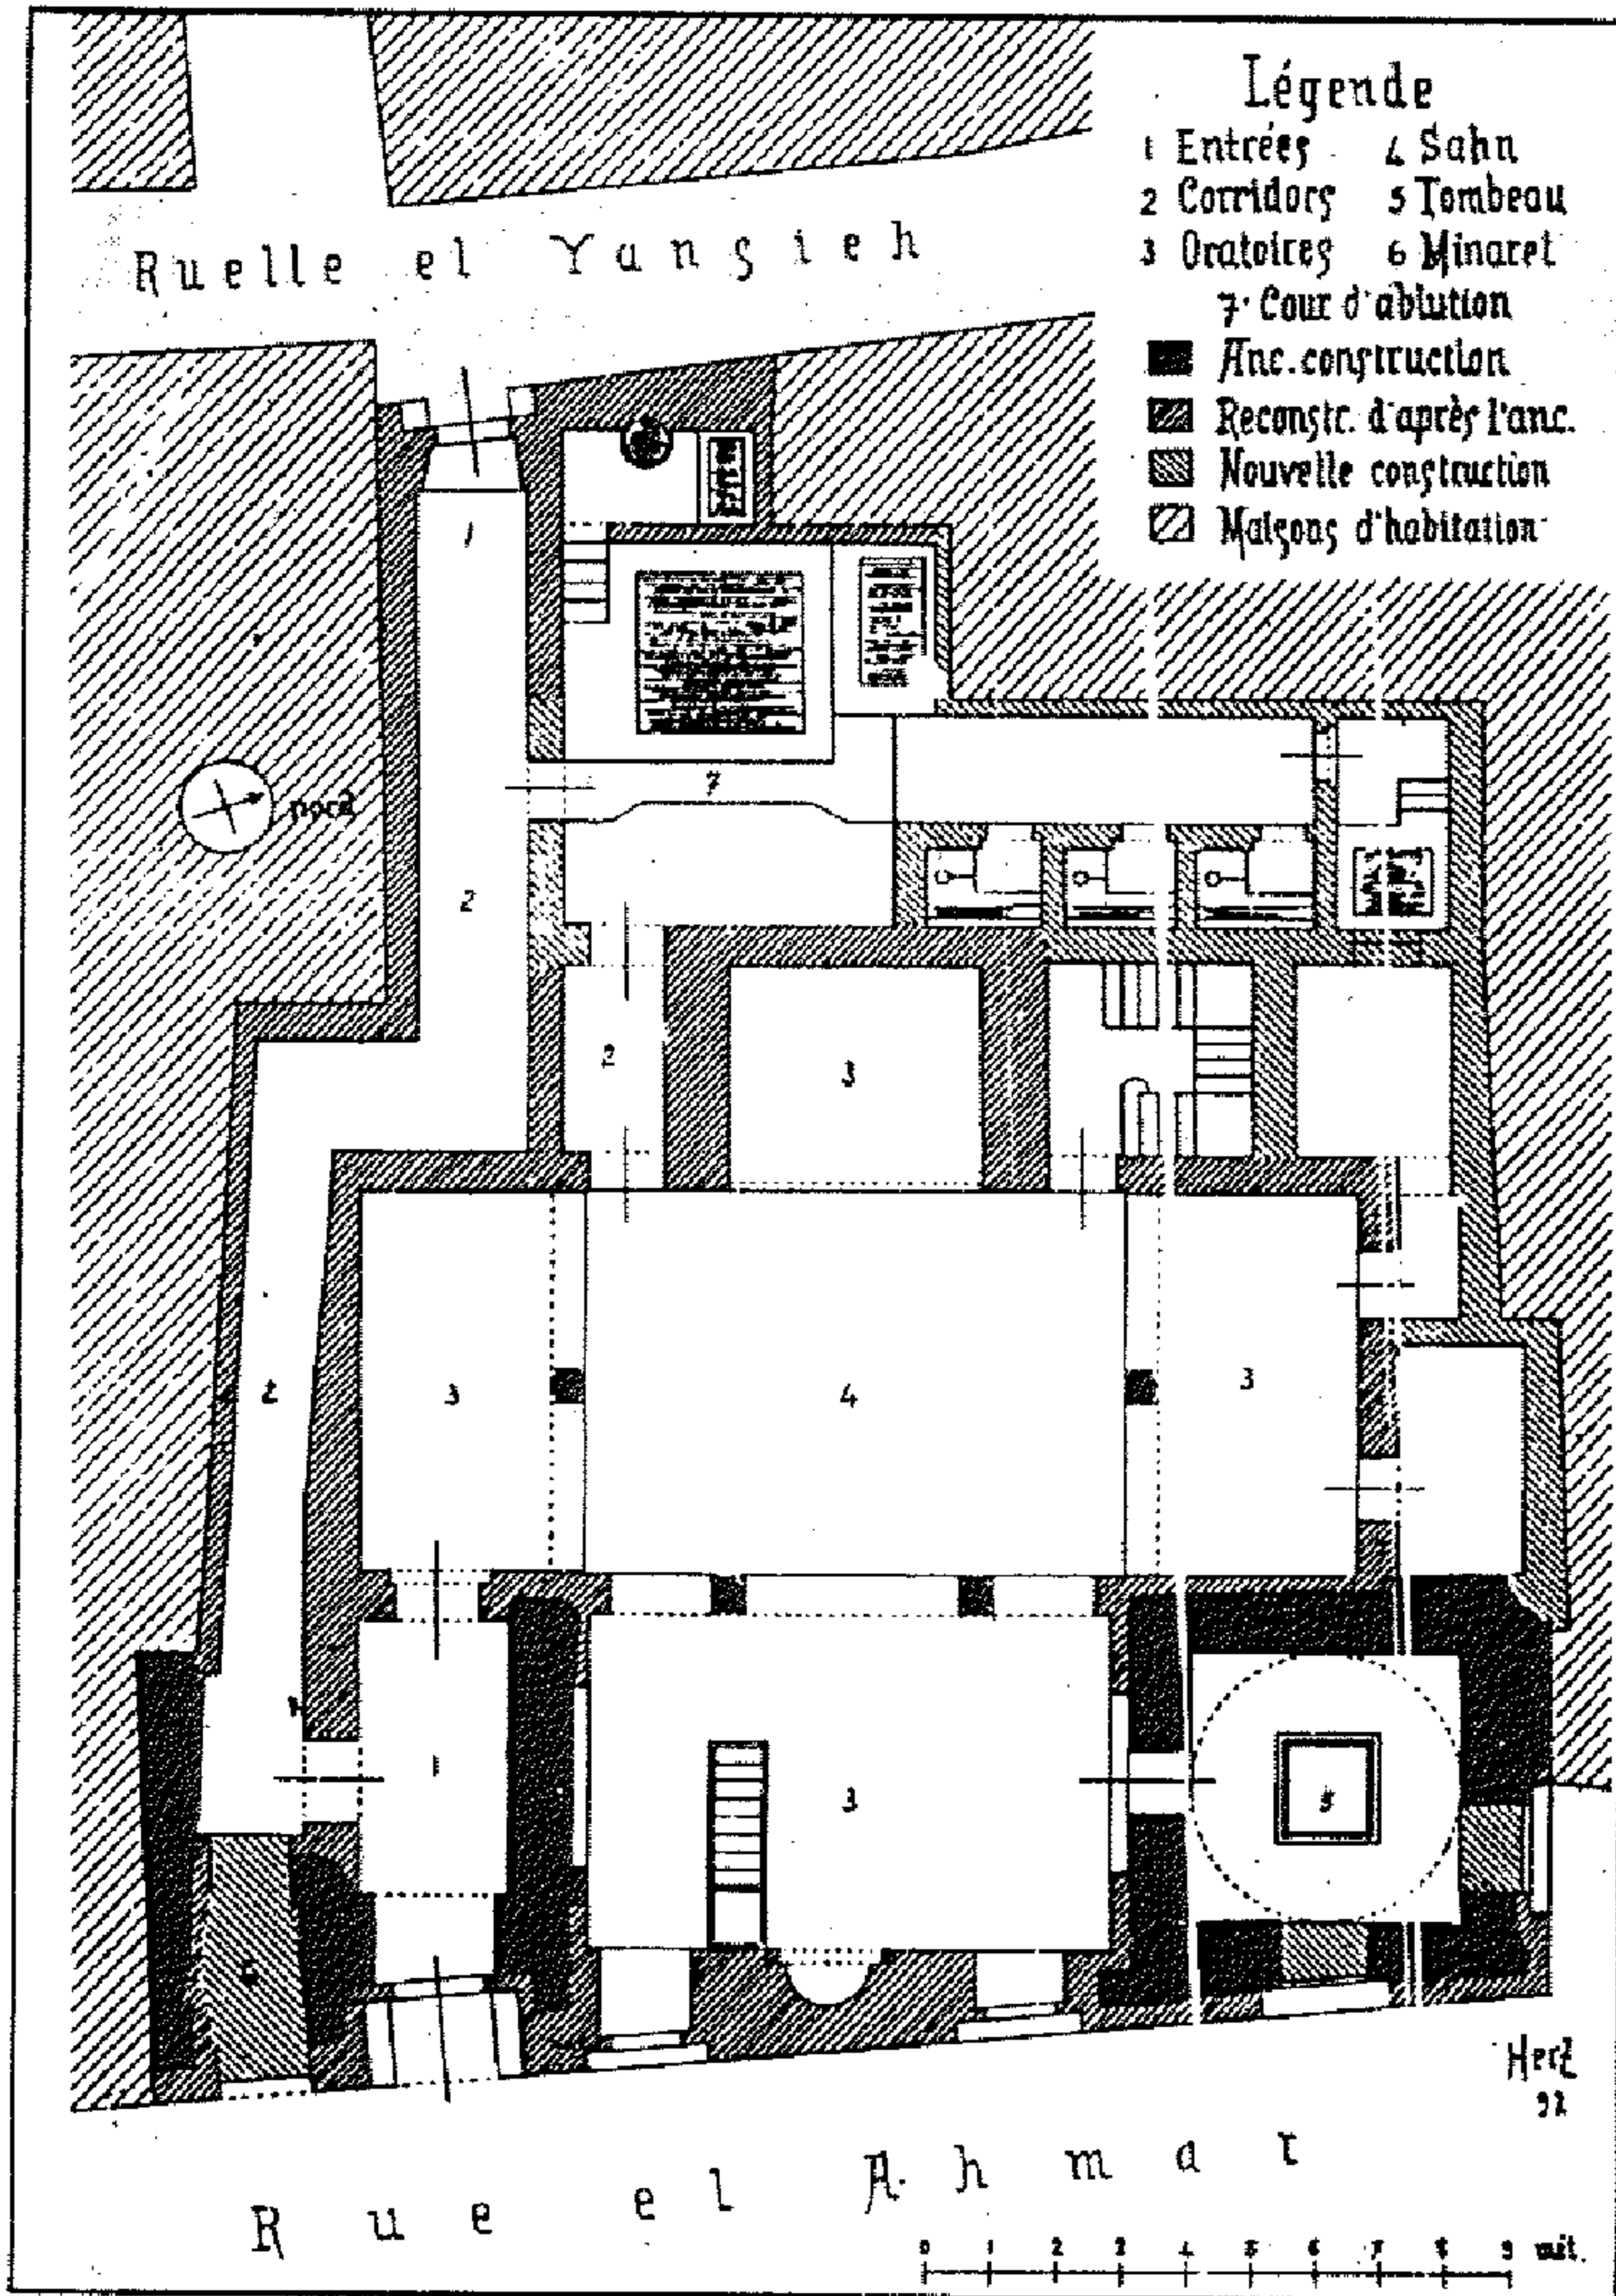 Légende
1 Entrées 4 Sahn
2 Corridors 5 Tombeau
3 Oratoires 6 Minaret
7. Cour d'ablution
Anc. construction
Reconstr. d'après l'anc.
Nouvelle construction
Maisons d'habitation
Ruelle el Yansieh
1
7
nord
2
2
3
2
3
4
3
1
3
5
6
Herz
92
Rue el Ahmar
0 1 2 3 4 5 6 7 8 9 mèt.